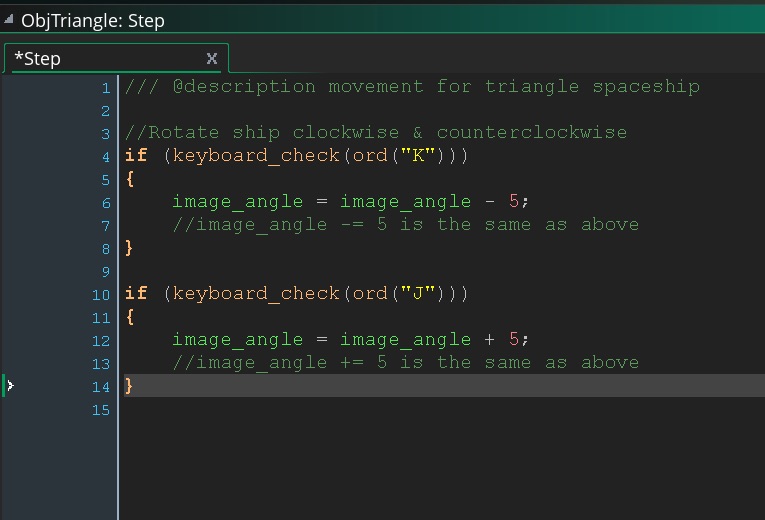 ObjTriangle: Step
*Step X
1 /// @description movement for triangle spaceship
2
3 //Rotate ship clockwise & counterclockwise
4 if (keyboard_check(ord("K")))
5 {
6 image_angle = image_angle - 5;
7 //image_angle -= 5 is the same as above
8 }
9
10 if (keyboard_check(ord("J")))
11 {
12 image_angle = image_angle + 5;
13 //image_angle += 5 is the same as above
14 }
15